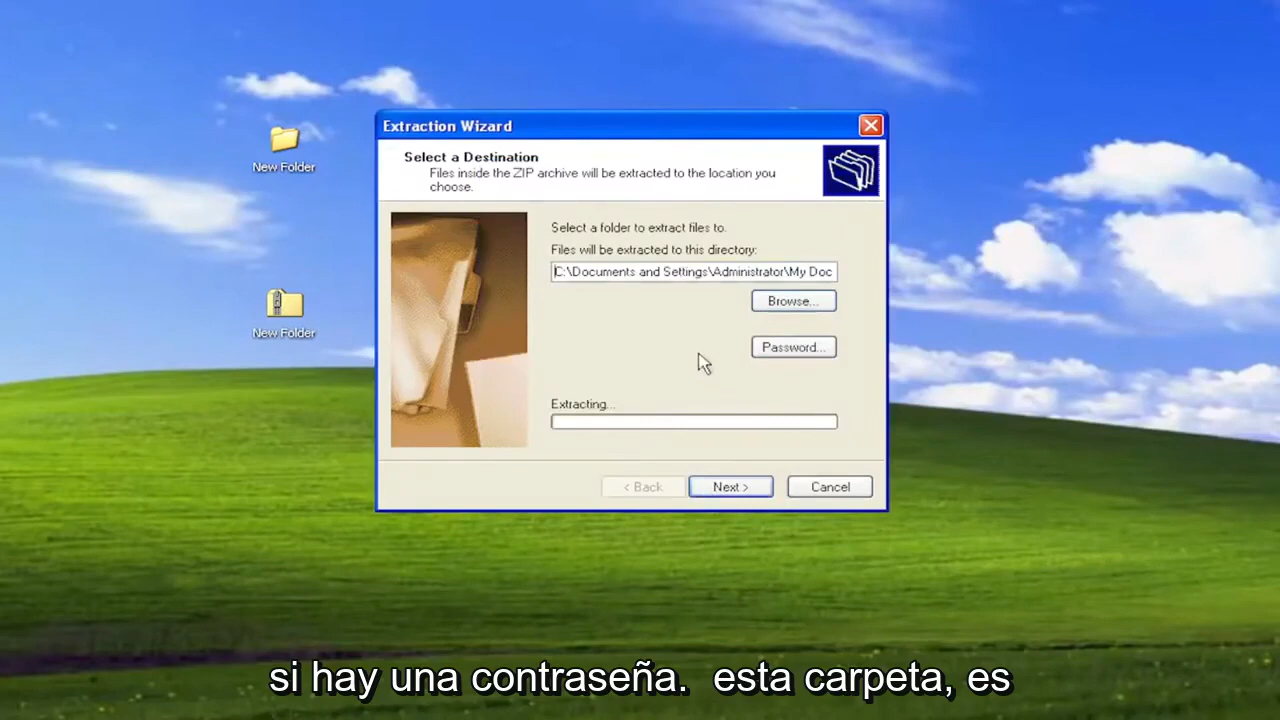 Extraction Wizard
Select a Destination
Files inside the ZIP archive will be extracted to the location you
choose.
New Folder
Select a folder to extract files to.
Files will be extracted to this directory:
C:\Documents and Settings\Administrator\My Doc
Browse...
New Folder
Password...
Extracting...
< Back
Next >
Cancel
si hay una contraseña.  esta carpeta, es